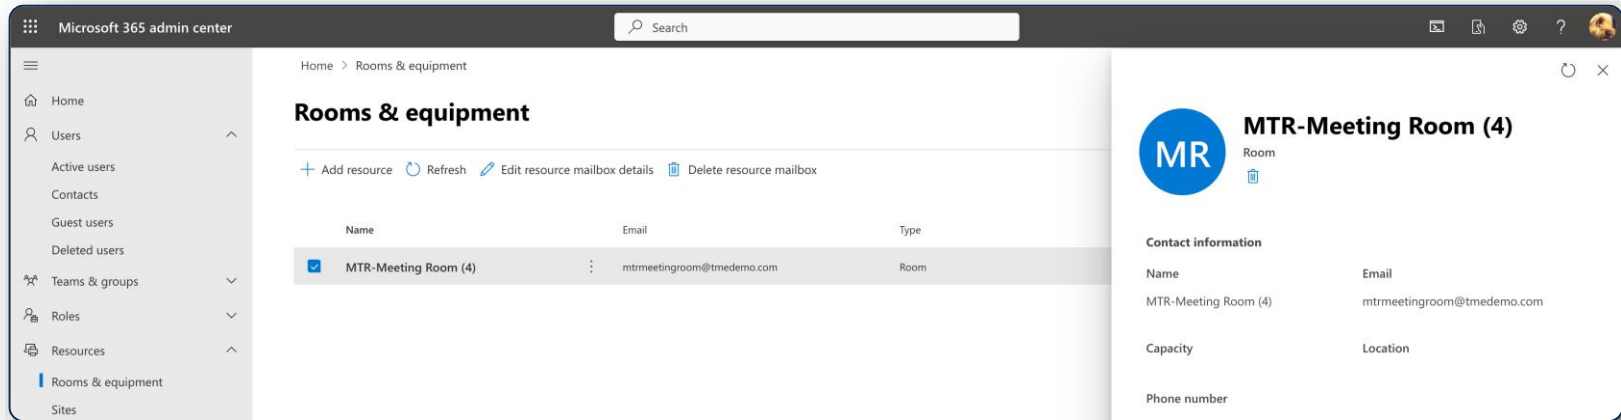 Microsoft 365 admin center
Search
Home
Users
Active users
Contacts
Guest users
Deleted users
Teams & groups
Roles
Resources
Rooms & equipment
Sites
Home > Rooms & equipment
Rooms & equipment
Add resource Refresh Edit resource mailbox details Delete resource mailbox
Name Email Type
MTR-Meeting Room (4) mtrmeetingroom@tmedemo.com Room
MR
MTR-Meeting Room (4)
Room
Contact information
Name Email
MTR-Meeting Room (4) mtrmeetingroom@tmedemo.com
Capacity Location
Phone number